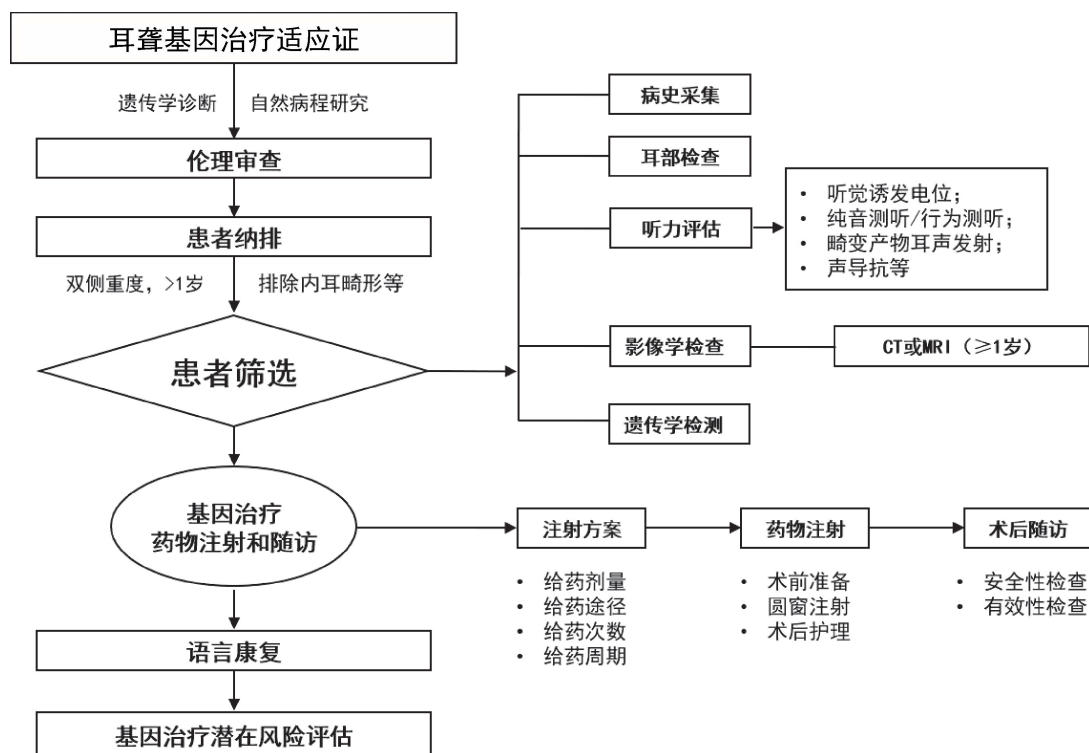 耳聋基因治疗适应证
遗传学诊断
自然病程研究
伦理审查
患者纳排
双侧重度，>1岁
排除内耳畸形等
患者筛选
病史采集
耳部检查
听力评估
• 听觉诱发电位；
• 纯音测听/行为测听；
• 畸变产物耳声发射；
• 声导抗等
影像学检查
CT或MRI（≥1岁）
遗传学检测
基因治疗
药物注射和随访
注射方案
• 给药剂量
• 给药途径
• 给药次数
• 给药周期
药物注射
• 术前准备
• 圆窗注射
• 术后护理
术后随访
• 安全性检查
• 有效性检查
语言康复
基因治疗潜在风险评估